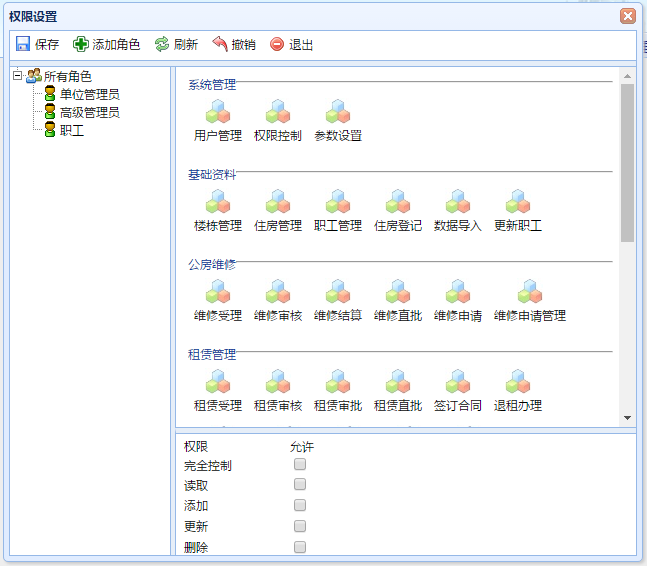 权限设置
保存 添加角色 刷新 撤销 退出
所有角色
单位管理员
高级管理员
职工
系统管理
用户管理 权限控制 参数设置
基础资料
楼栋管理 住房管理 职工管理 住房登记 数据导入 更新职工
公房维修
维修受理 维修审核 维修结算 维修直批 维修申请 维修申请管理
租赁管理
租赁受理 租赁审核 租赁审批 租赁直批 签订合同 退租办理
权限 允许
完全控制
读取
添加
更新
删除